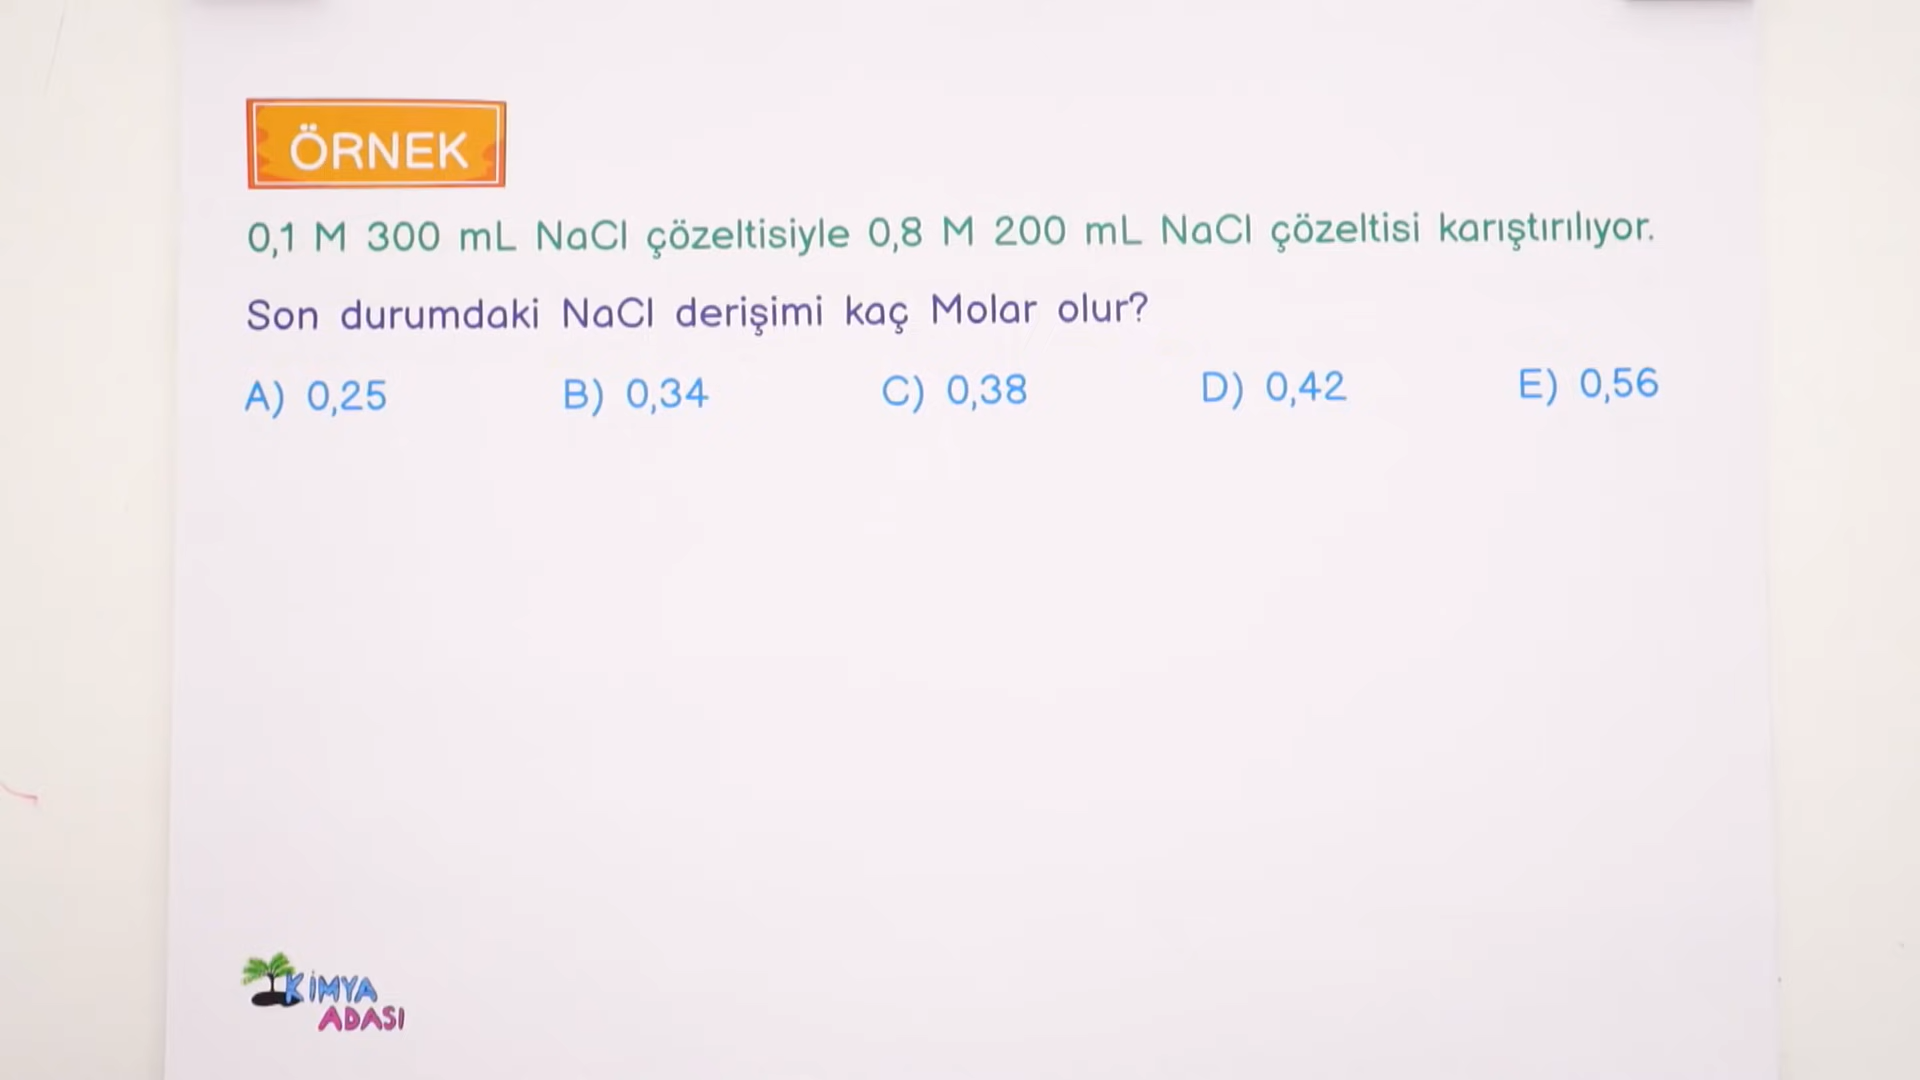 ÖRNEK
0,1 M 300 mL NaCl çözeltisiyle 0,8 M 200 mL NaCl çözeltisi karıştırılıyor.
Son durumdaki NaCl derişimi kaç Molar olur?
A) 0,25 B) 0,34 C) 0,38 D) 0,42 E) 0,56
KİMYA
ADASI